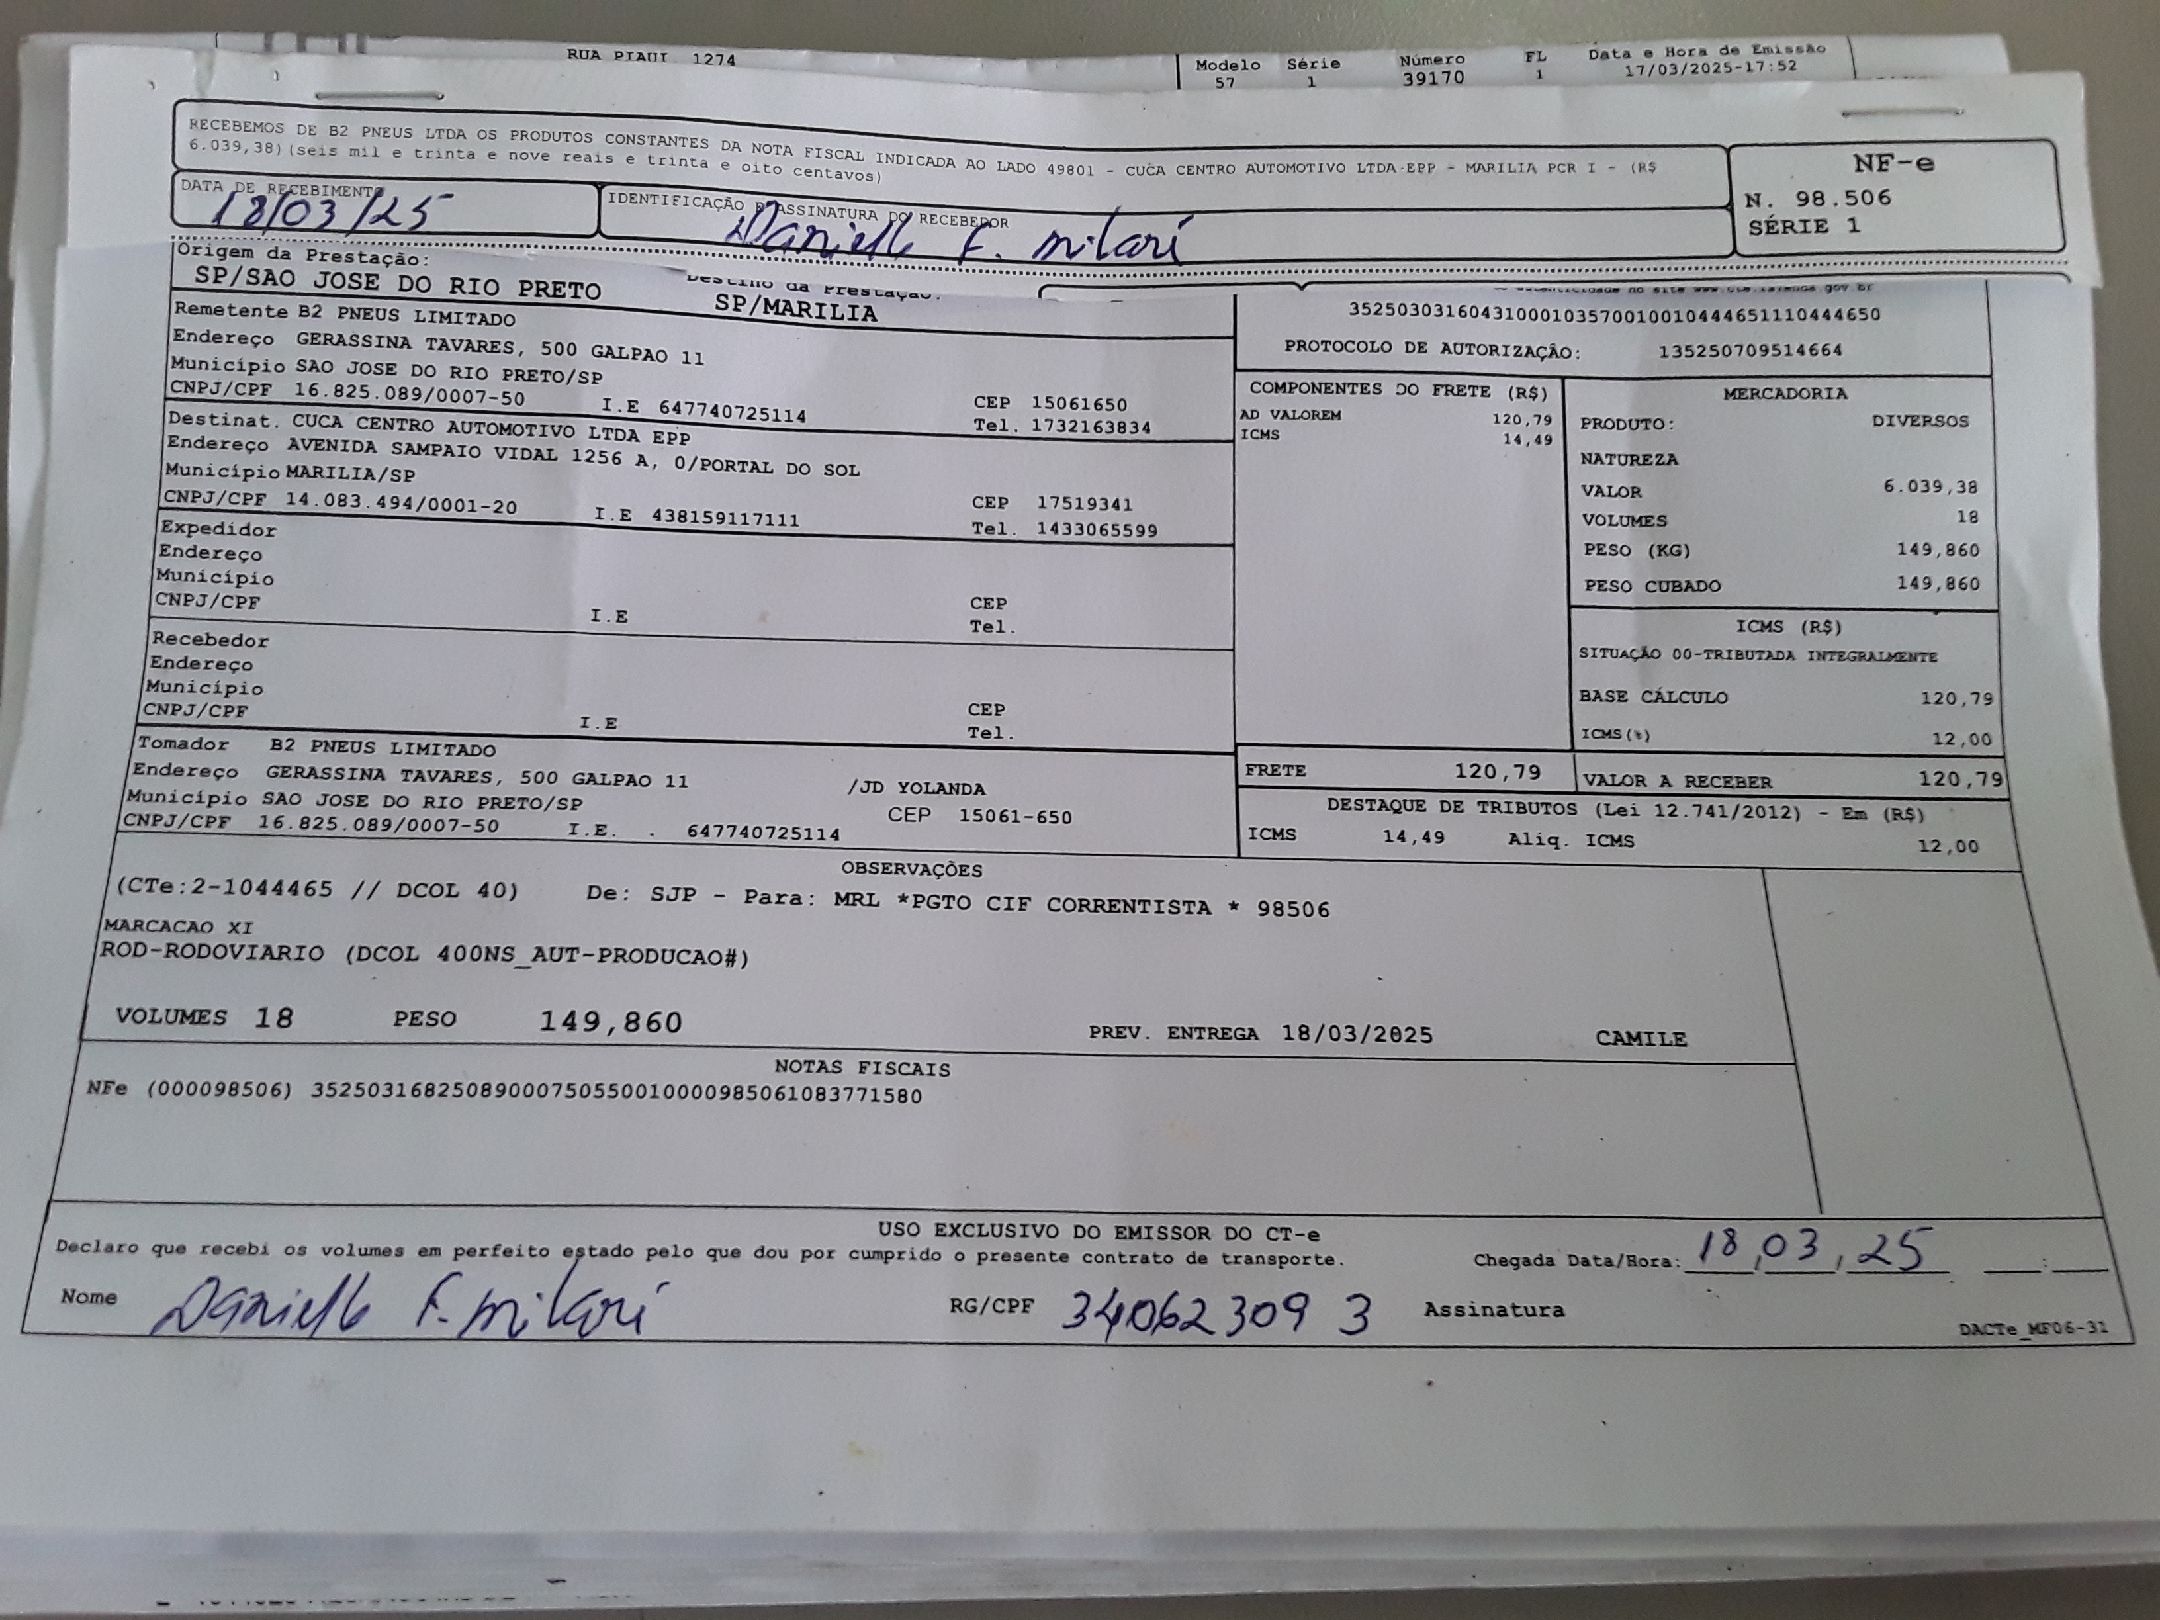 RUA PIAUI 1274
Modelo Série Número FL Data e Hora de Emissão
57 1 39170 1 17/03/2025-17:52
RECEBEMOS DE B2 PNEUS LTDA OS PRODUTOS CONSTANTES DA NOTA FISCAL INDICADA AO LADO 49801 - CUCA CENTRO AUTOMOTIVO LTDA-EPP - MARILIA PCR I - (R$
6.039,38) (seis mil e trinta e nove reais e trinta e oito centavos)
NF-e
N. 98.506
SÉRIE 1
DATA DE RECEBIMENTO
18/03/25
IDENTIFICAÇÃO E ASSINATURA DO RECEBEDOR
Danielle F. Milari
Origem da Prestação:
SP/SAO JOSE DO RIO PRETO
Destino da Prestação:
SP/MARILIA
Remetente B2 PNEUS LIMITADO
Endereço GERASSINA TAVARES, 500 GALPAO 11
Município SAO JOSE DO RIO PRETO/SP CEP 15061650
CNPJ/CPF 16.825.089/0007-50 I.E 647740725114 Tel. 1732163834
Destinat. CUCA CENTRO AUTOMOTIVO LTDA EPP
Endereço AVENIDA SAMPAIO VIDAL 1256 A, 0/PORTAL DO SOL
Município MARILIA/SP CEP 17519341
CNPJ/CPF 14.083.494/0001-20 I.E 438159117111 Tel. 1433065599
Expedidor
Endereço
Município CEP
CNPJ/CPF I.E Tel.
Recebedor
Endereço
Município CEP
CNPJ/CPF I.E Tel.
Tomador B2 PNEUS LIMITADO
Endereço GERASSINA TAVARES, 500 GALPAO 11 /JD YOLANDA
Município SAO JOSE DO RIO PRETO/SP CEP 15061-650
CNPJ/CPF 16.825.089/0007-50 I.E. . 647740725114
autenticidade no site www.cte.fazenda.gov.br
35250303160431000103570010010444651110444650
PROTOCOLO DE AUTORIZAÇÃO: 135250709514664
COMPONENTES DO FRETE (R$)
AD VALOREM 120,79
ICMS 14,49
MERCADORIA
PRODUTO: DIVERSOS
NATUREZA
VALOR 6.039,38
VOLUMES 18
PESO (KG) 149,860
PESO CUBADO 149,860
ICMS (R$)
SITUAÇÃO 00-TRIBUTADA INTEGRALMENTE
BASE CÁLCULO 120,79
ICMS(%) 12,00
FRETE 120,79 VALOR A RECEBER 120,79
DESTAQUE DE TRIBUTOS (Lei 12.741/2012) - Em (R$)
ICMS 14,49 Aliq. ICMS 12,00
OBSERVAÇÕES
(CTe:2-1044465 // DCOL 40) De: SJP - Para: MRL *PGTO CIF CORRENTISTA * 98506
MARCACAO XI
ROD-RODOVIARIO (DCOL 400NS_AUT-PRODUCAO#)
VOLUMES 18 PESO 149,860 PREV. ENTREGA 18/03/2025 CAMILE
NOTAS FISCAIS
NFe (000098506) 35250316825089000750550010000985061083771580
USO EXCLUSIVO DO EMISSOR DO CT-e
Declaro que recebi os volumes em perfeito estado pelo que dou por cumprido o presente contrato de transporte. Chegada Data/Hora: 18,03,25 __:__
Nome Danielle F. Milari RG/CPF 34062309 3 Assinatura
DACTe_MF06-31